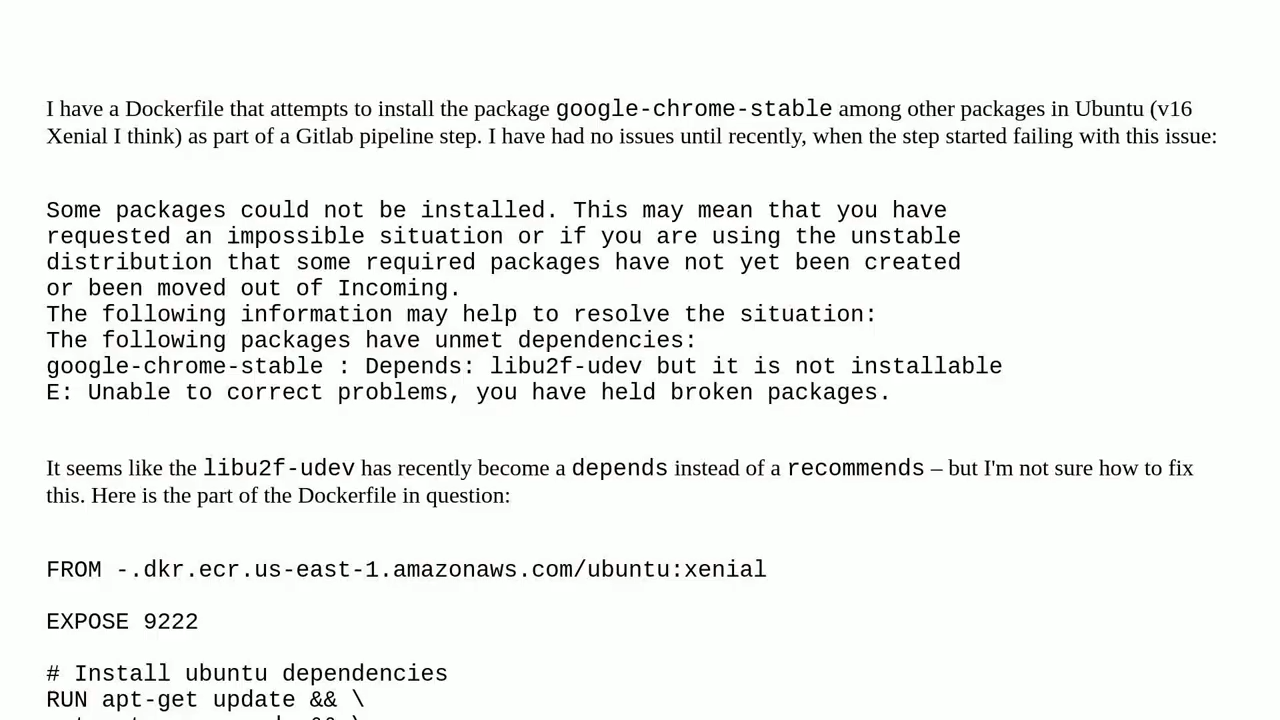 I have a Dockerfile that attempts to install the package google-chrome-stable among other packages in Ubuntu (v16
Xenial I think) as part of a Gitlab pipeline step. I have had no issues until recently, when the step started failing with this issue:
Some packages could not be installed. This may mean that you have
requested an impossible situation or if you are using the unstable
distribution that some required packages have not yet been created
or been moved out of Incoming.
The following information may help to resolve the situation:
The following packages have unmet dependencies:
google-chrome-stable : Depends: libu2f-udev but it is not installable
E: Unable to correct problems, you have held broken packages.
It seems like the libu2f-udev has recently become a depends instead of a recommends – but I'm not sure how to fix
this. Here is the part of the Dockerfile in question:
FROM -.dkr.ecr.us-east-1.amazonaws.com/ubuntu:xenial
EXPOSE 9222
# Install ubuntu dependencies
RUN apt-get update && \